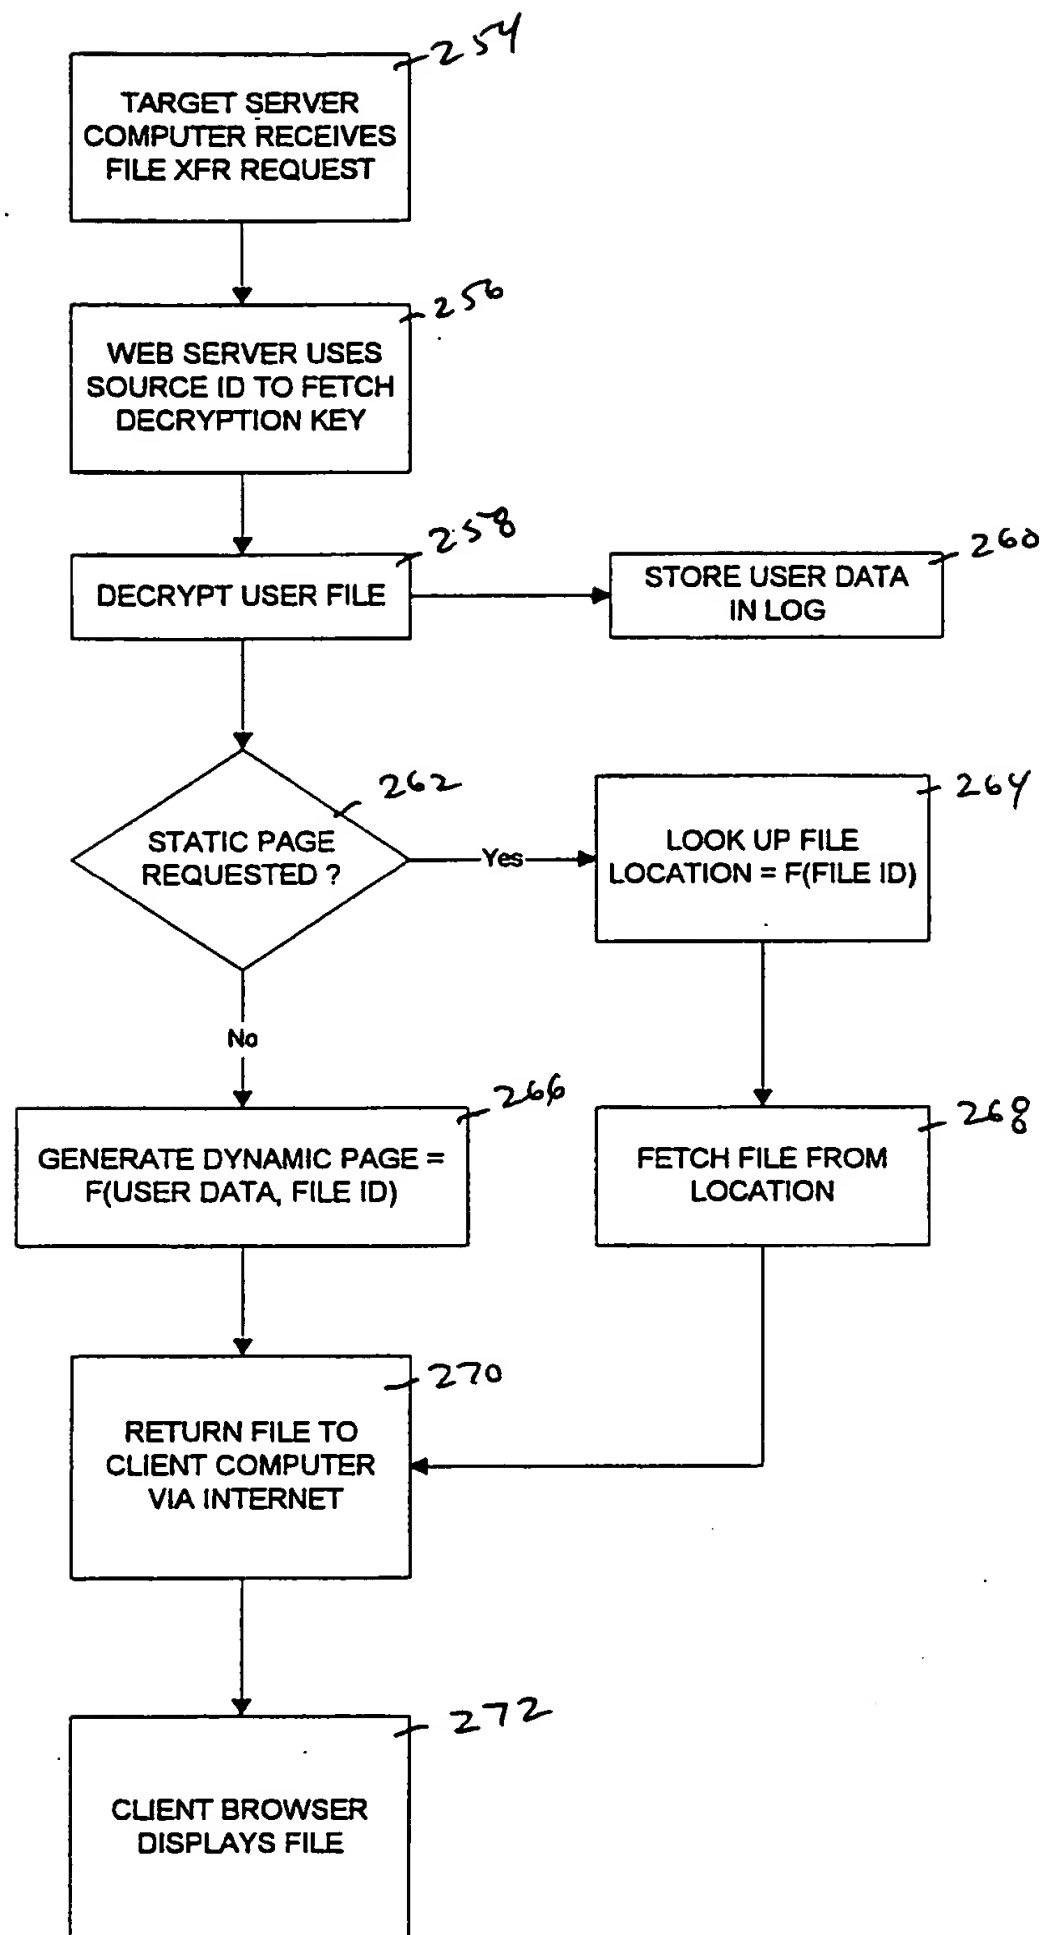 254
TARGET SERVER
COMPUTER RECEIVES
FILE XFR REQUEST
256
WEB SERVER USES
SOURCE ID TO FETCH
DECRYPTION KEY
258
DECRYPT USER FILE
260
STORE USER DATA
IN LOG
262
STATIC PAGE
REQUESTED ?
Yes
264
LOOK UP FILE
LOCATION = F(FILE ID)
No
266
GENERATE DYNAMIC PAGE =
F(USER DATA, FILE ID)
268
FETCH FILE FROM
LOCATION
270
RETURN FILE TO
CLIENT COMPUTER
VIA INTERNET
272
CLIENT BROWSER
DISPLAYS FILE